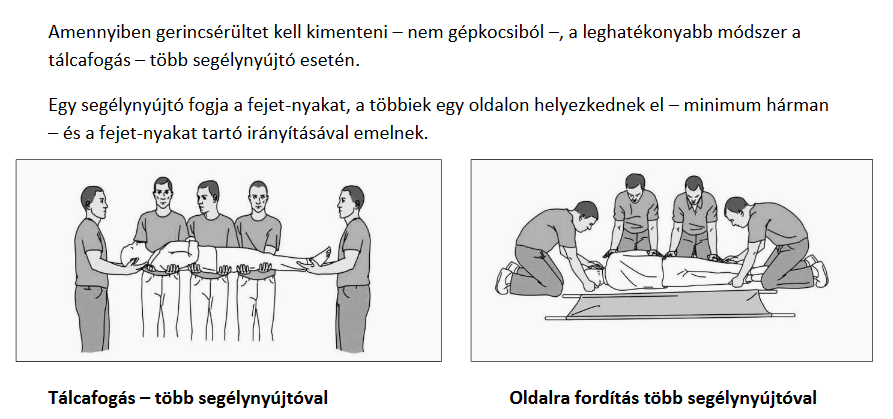 Amennyiben gerincsérültet kell kimenteni – nem gépkocsiból –, a leghatékonyabb módszer a
tálcafogás – több segélynyújtó esetén.
Egy segélynyújtó fogja a fejet-nyakat, a többiek egy oldalon helyezkednek el – minimum hárman
– és a fejet-nyakat tartó irányításával emelnek.
Tálcafogás – több segélynyújtóval
Oldalra fordítás több segélynyújtóval